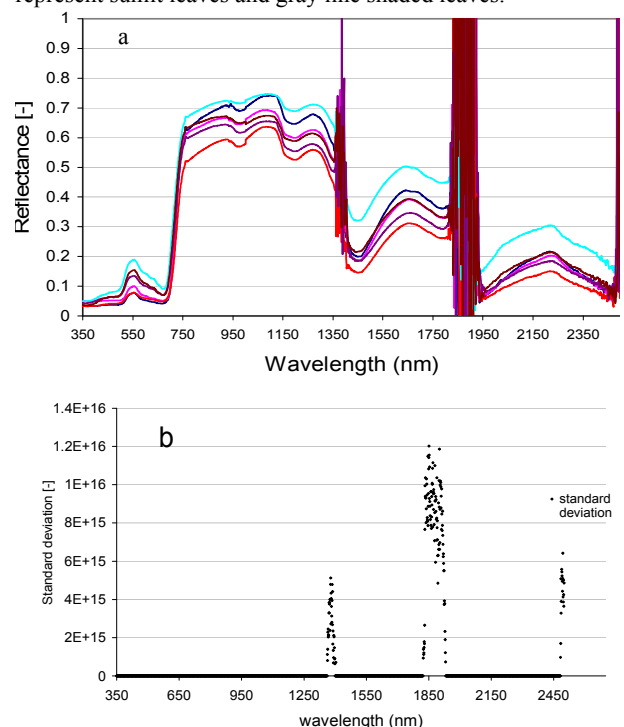 represent sunlit leaves and gray line shaded leaves.
a
1
0.9
0.8
0.7
0.6
0.5
0.4
0.3
0.2
0.1
0
Reflectance [-]
350 550 750 950 1150 1350 1550 1750 1950 2150 2350
Wavelength (nm)
b
1.4E+16
1.2E+16
1E+16
8E+15
6E+15
4E+15
2E+15
0
Standard deviation [-]
standard
deviation
350 650 950 1250 1550 1850 2150 2450
wavelength (nm)